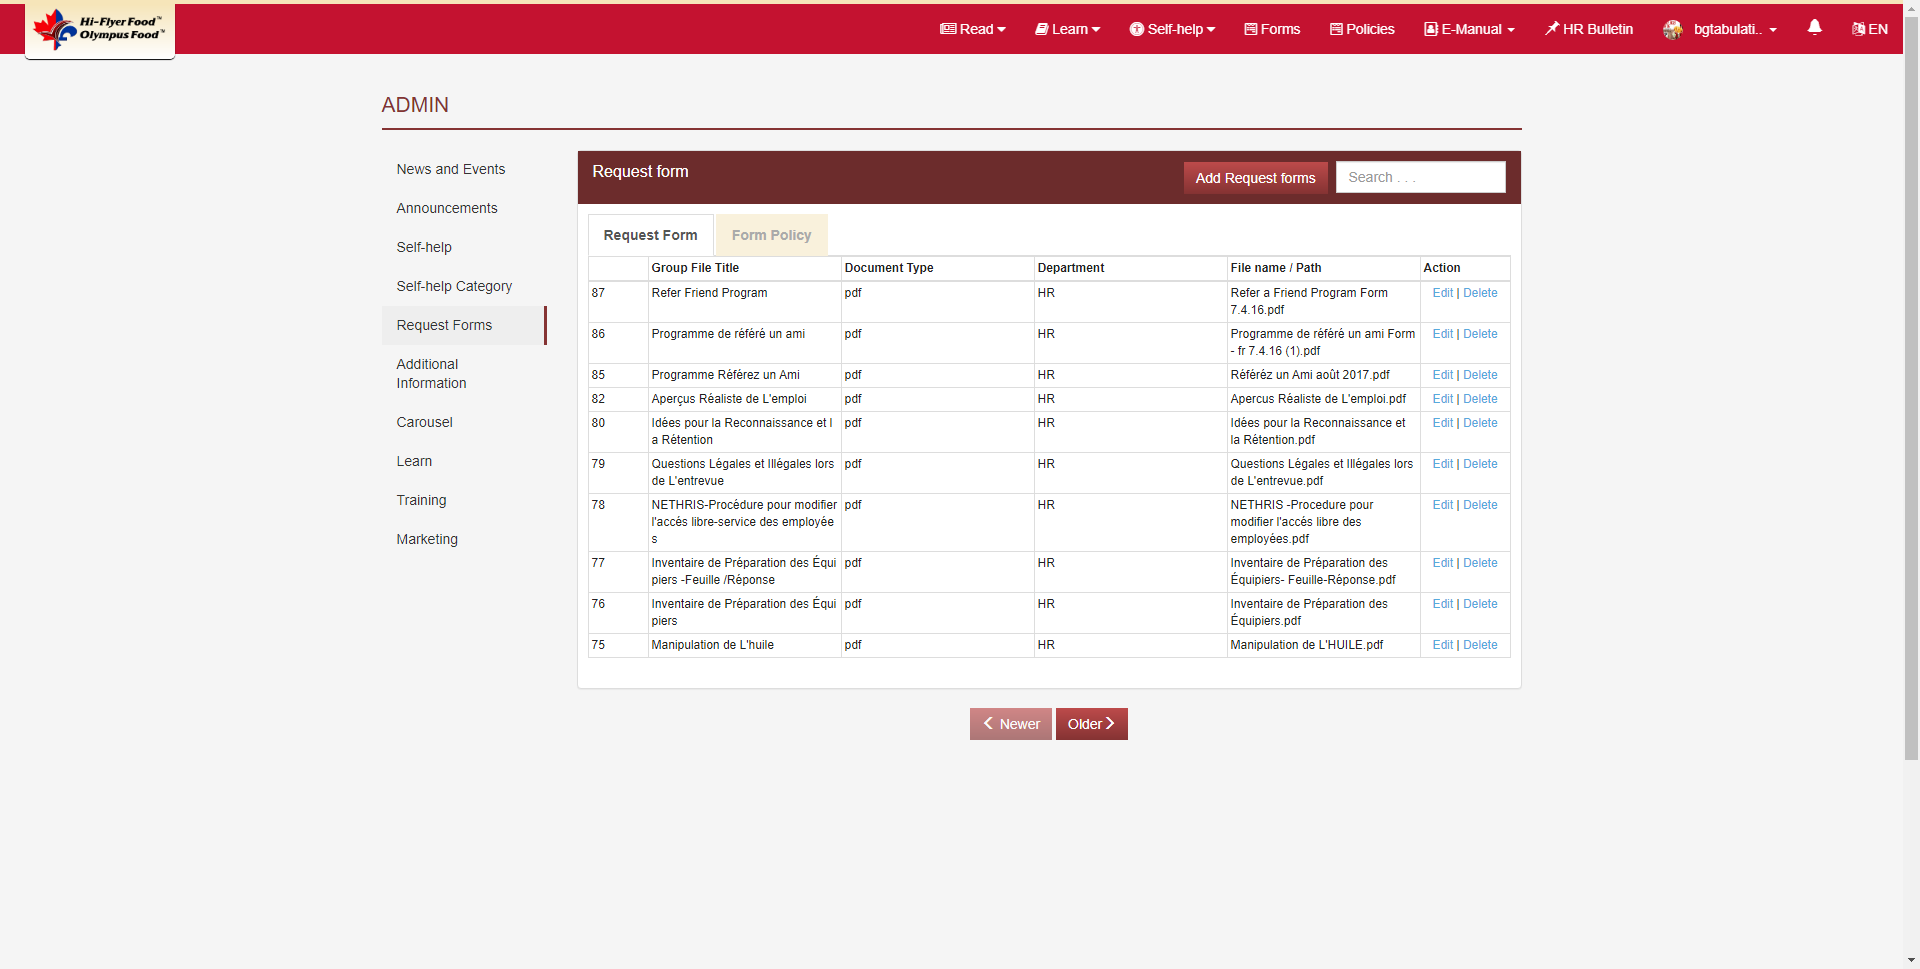 Hi-Flyer Food™
Olympus Food™
Read
Learn
Self-help
Forms
Policies
E-Manual
HR Bulletin
bgtabulati..
EN
ADMIN
News and Events
Announcements
Self-help
Self-help Category
Request Forms
Additional
Information
Carousel
Learn
Training
Marketing
Request form
Add Request forms
Search . . .
Request Form
Form Policy
Group File Title
Document Type
Department
File name / Path
Action
87
Refer Friend Program
pdf
HR
Refer a Friend Program Form
7.4.16.pdf
Edit | Delete
86
Programme de référé un ami
pdf
HR
Programme de référé un ami Form
- fr 7.4.16 (1).pdf
Edit | Delete
85
Programme Référez un Ami
pdf
HR
Référéz un Ami août 2017.pdf
Edit | Delete
82
Aperçus Réaliste de L'emploi
pdf
HR
Apercus Réaliste de L'emploi.pdf
Edit | Delete
80
Idées pour la Reconnaissance et l
a Rétention
pdf
HR
Idées pour la Reconnaissance et
la Rétention.pdf
Edit | Delete
79
Questions Légales et Illégales lors
de L'entrevue
pdf
HR
Questions Légales et Illégales lors
de L'entrevue.pdf
Edit | Delete
78
NETHRIS-Procédure pour modifier
l'accés libre-service des employée
s
pdf
HR
NETHRIS -Procedure pour
modifier l'accés libre des
employées.pdf
Edit | Delete
77
Inventaire de Préparation des Équi
piers -Feuille /Réponse
pdf
HR
Inventaire de Préparation des
Équipiers- Feuille-Réponse.pdf
Edit | Delete
76
Inventaire de Préparation des Équi
piers
pdf
HR
Inventaire de Préparation des
Équipiers.pdf
Edit | Delete
75
Manipulation de L'huile
pdf
HR
Manipulation de L'HUILE.pdf
Edit | Delete
Newer
Older